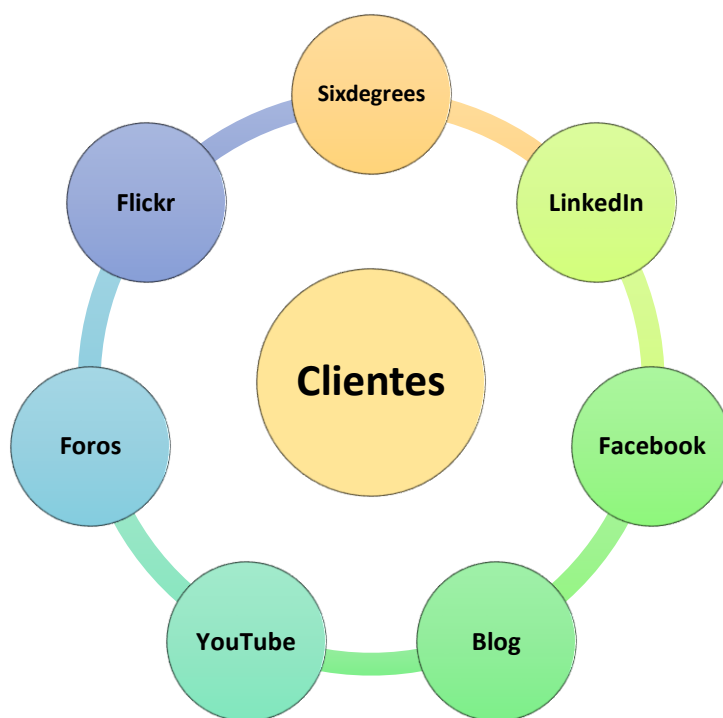 Sixdegrees
Flickr
LinkedIn
Clientes
Foros
Facebook
YouTube
Blog